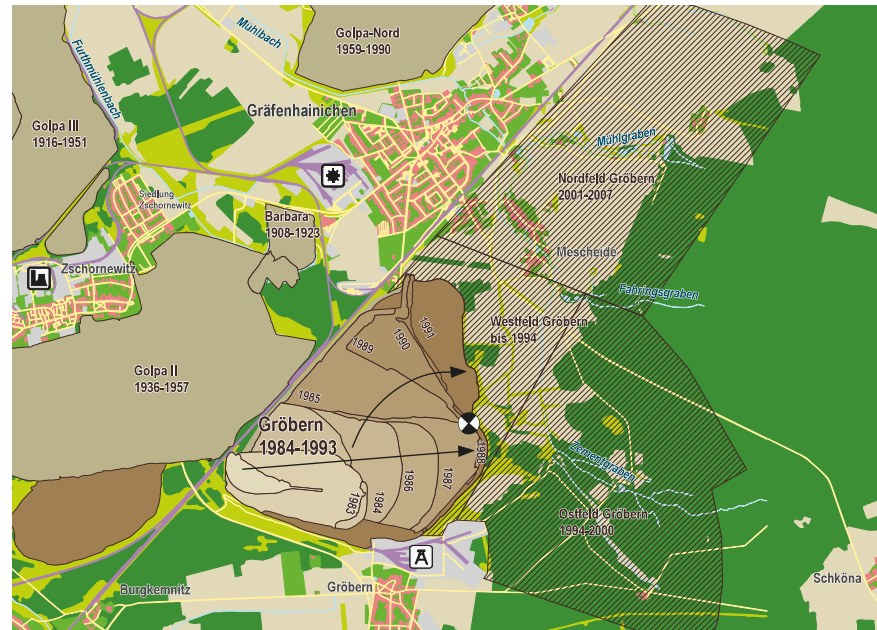 Golpa-Nord
1959-1990
Mühlbach
Furthmühlenbach
Gräfenhainichen
Golpa III
1916-1951
Mühlgraben
Nordfeld Gröbern
2001-2007
Siedlung
Zschornewitz
Barbara
1908-1923
Mescheide
Zschornewitz
Fahringsgraben
Westfeld Gröbern
bis 1994
1991
1990
1989
Golpa II
1936-1957
1985
Gröbern
1984-1993
1988
1987
1986
1984
1983
Zementgraben
Ostfeld Gröbern
1994-2000
Schköna
Burgkemnitz
Gröbern